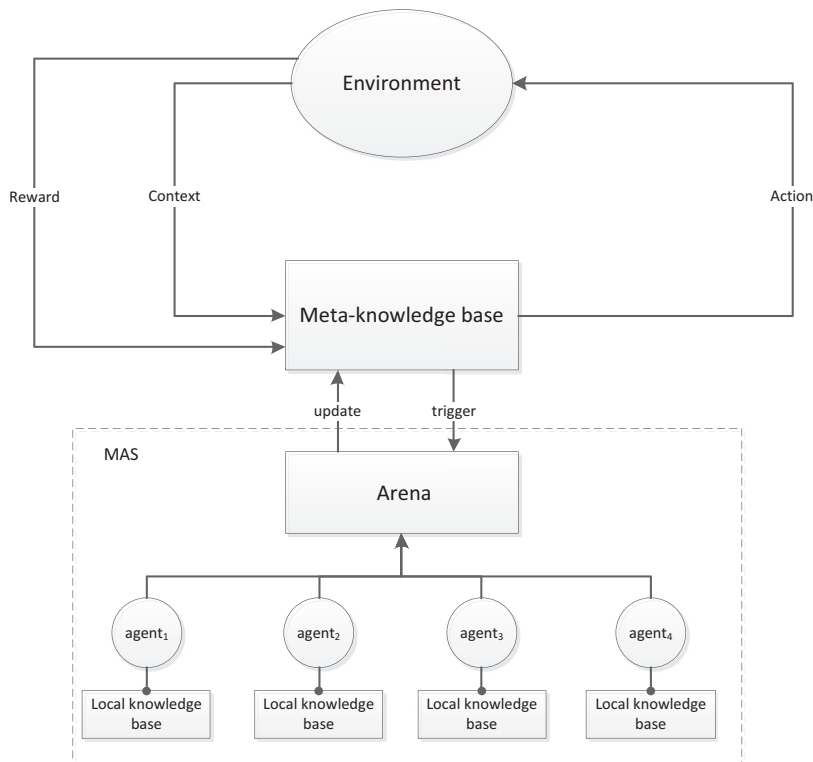 Environment
Reward
Context
Action
Meta-knowledge base
update
trigger
MAS
Arena
agent₁
agent₂
agent₃
agent₄
Local knowledge
base
Local knowledge
base
Local knowledge
base
Local knowledge
base